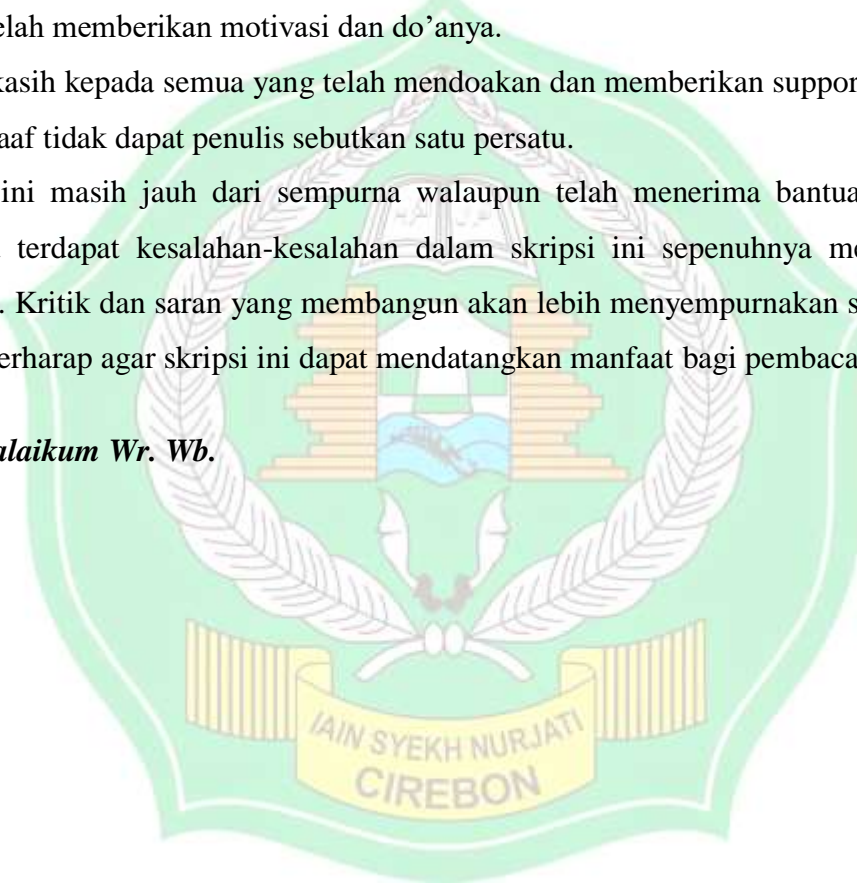 elah memberikan motivasi dan do’anya.
kasih kepada semua yang telah mendoakan dan memberikan suppor
aaf tidak dapat penulis sebutkan satu persatu.
ini masih jauh dari sempurna walaupun telah menerima bantua
terdapat kesalahan-kesalahan dalam skripsi ini sepenuhnya me
. Kritik dan saran yang membangun akan lebih menyempurnakan s
erharap agar skripsi ini dapat mendatangkan manfaat bagi pembaca
alaikum Wr. Wb.
IAIN SYEKH NURJATI
CIREBON